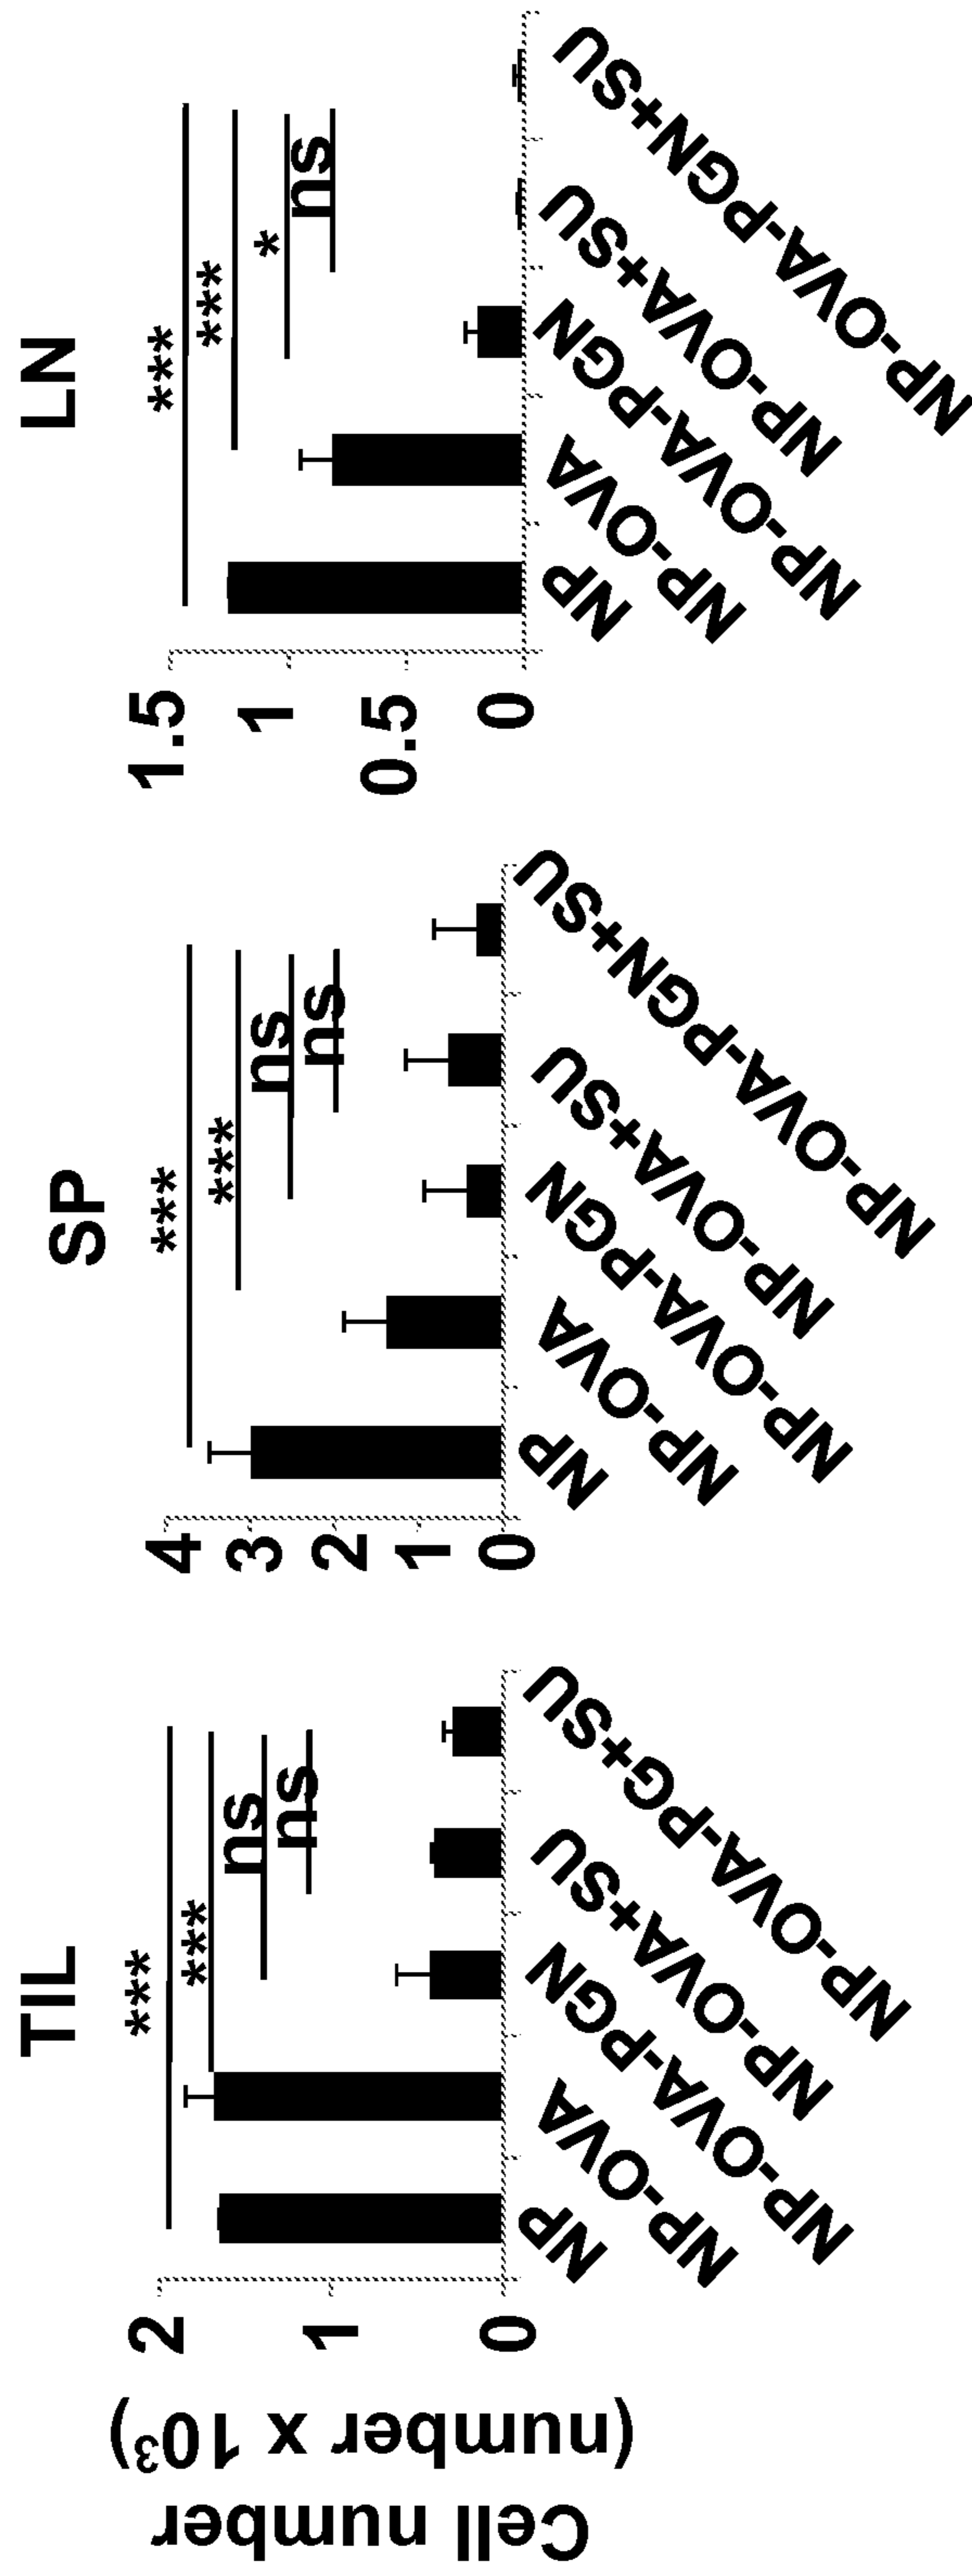 Cell number
(number x 10³)
TIL
***
***
ns
ns
2
1
0
NP
NP-OVA
NP-OVA-PGN
NP-OVA+SU
NP-OVA-PG+SU
SP
***
***
ns
ns
4
3
2
1
0
NP
NP-OVA
NP-OVA-PGN
NP-OVA+SU
NP-OVA-PGN+SU
LN
***
***
*
ns
1.5
1
0.5
0
NP
NP-OVA
NP-OVA-PGN
NP-OVA+SU
NP-OVA-PGN+SU